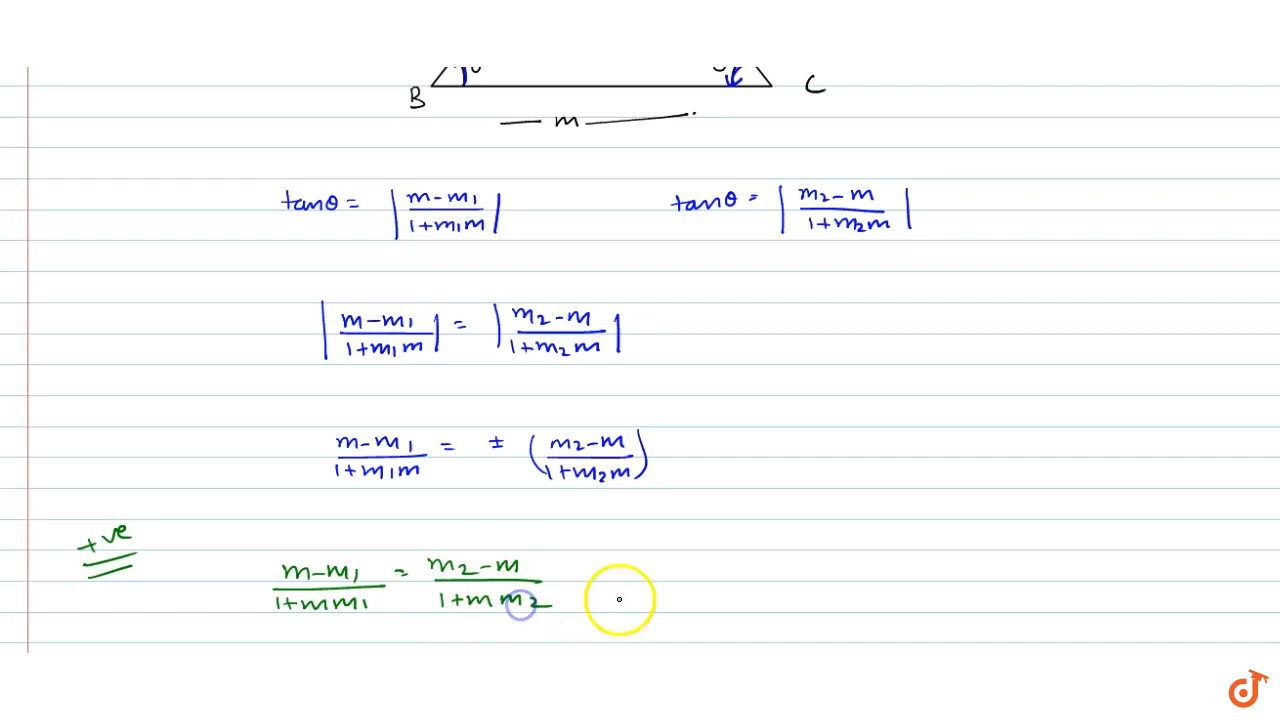 B C
m
tanθ = |m-m₁/1+m₁m| tanθ = |m₂-m/1+m₂m|
|m-m₁/1+m₁m| = |m₂-m/1+m₂m|
m-m₁/1+m₁m = ± (m₂-m/1+m₂m)
+ve
m-m₁/1+mm₁ = m₂-m/1+mm₂